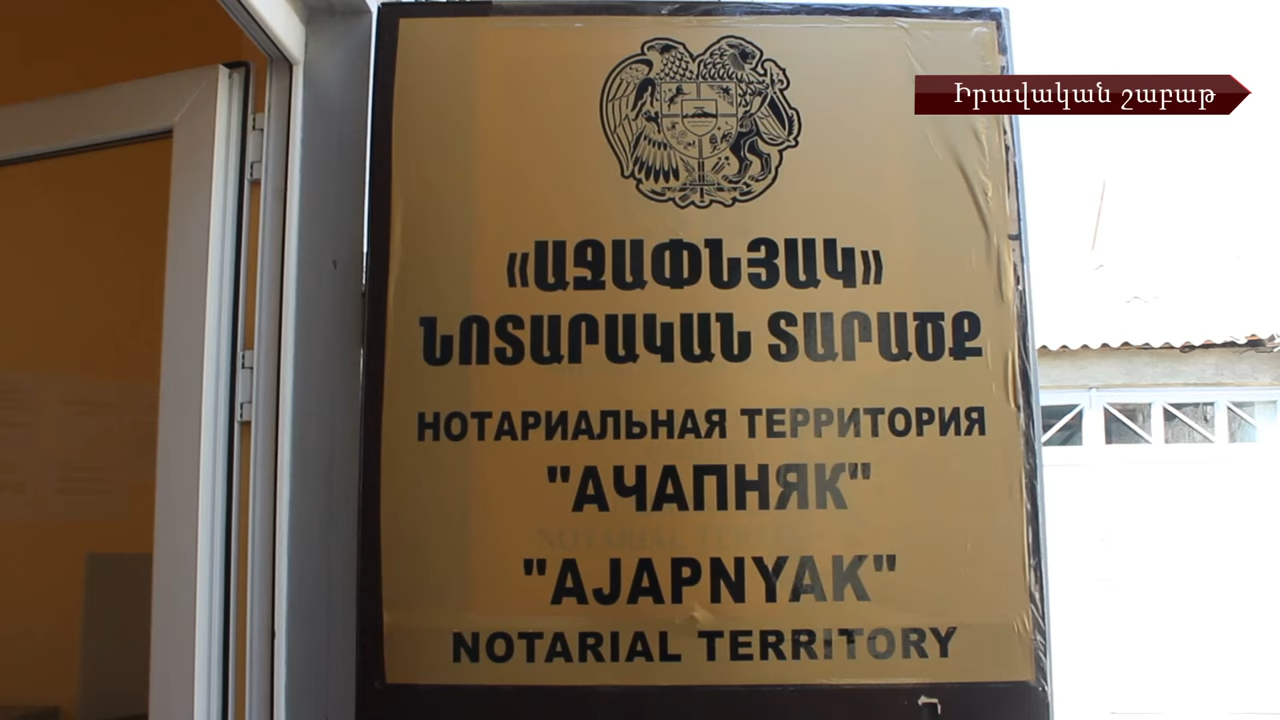 Իրավական շաբաթ
«ԱՋԱՓՆՅԱԿ»
ՆՈՏԱՐԱԿԱՆ ՏԱՐԱԾՔ
НОТАРИАЛЬНАЯ ТЕРРИТОРИЯ
"АЧАПНЯК"
"AJAPNYAK"
NOTARIAL TERRITORY